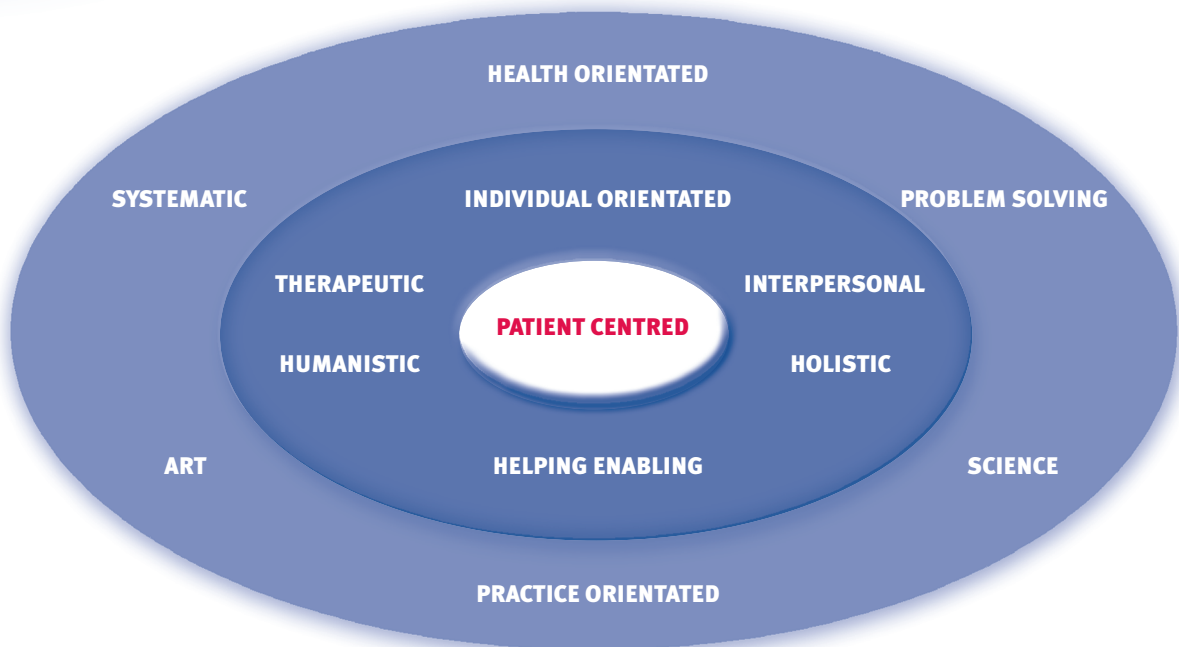 HEALTH ORIENTATED
SYSTEMATIC
INDIVIDUAL ORIENTATED
PROBLEM SOLVING
THERAPEUTIC
INTERPERSONAL
PATIENT CENTRED
HUMANISTIC
HOLISTIC
ART
HELPING ENABLING
SCIENCE
PRACTICE ORIENTATED